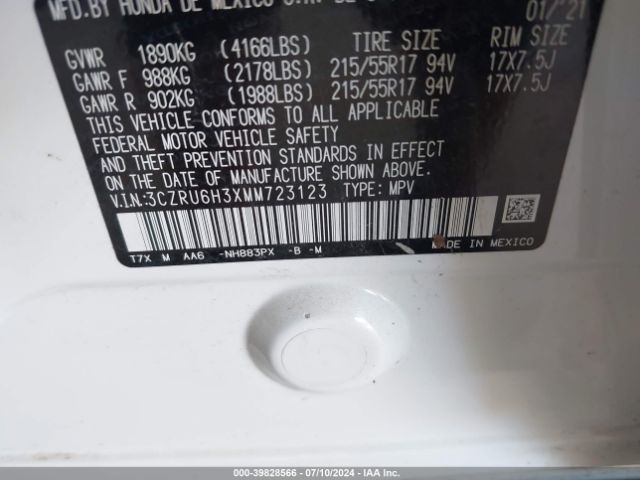 MFD.BY HONDA DE MEXICO
01/'21
GVWR 1890KG (4166LBS) TIRE SIZE RIM SIZE
GAWR F 988KG (2178LBS) 215/55R17 94V 17X7.5J
GAWR R 902KG (1988LBS) 215/55R17 94V 17X7.5J
THIS VEHICLE CONFORMS TO ALL APPLICABLE
FEDERAL MOTOR VEHICLE SAFETY
AND THEFT PREVENTION STANDARDS IN EFFECT
ON THE DATE OF MANUFACTURE SHOWN ABOVE.
V.I.N:3CZRU6H3XMM723123 TYPE: MPV
T7X M AA6 -NH883PX -B -M
MADE IN MEXICO
000-39828566 / 07/10/2024 / IAAI.COM